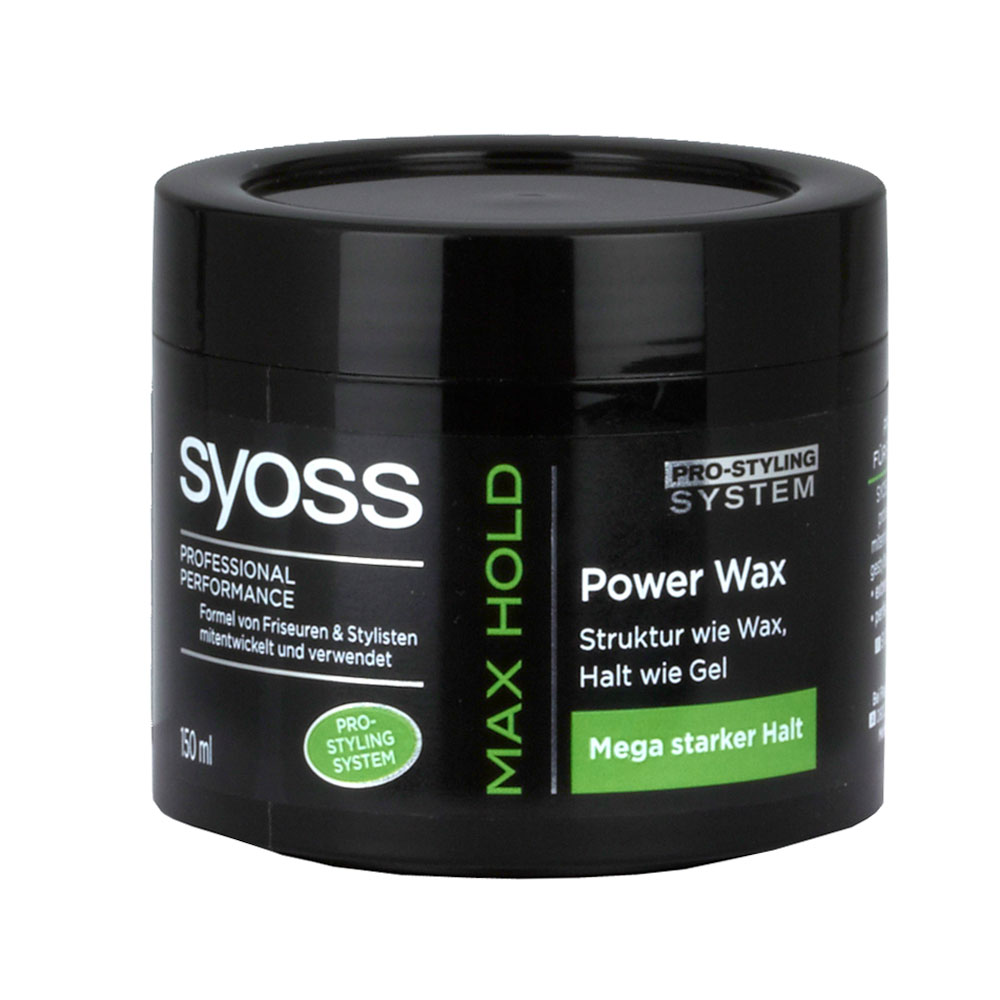 syoss
PROFESSIONAL
PERFORMANCE
Formel von Friseuren & Stylisten
mitentwickelt und verwendet
150 ml
PRO-
STYLING
SYSTEM
MAX HOLD
PRO-STYLING
SYSTEM
Power Wax
Struktur wie Wax,
Halt wie Gel
Mega starker Halt